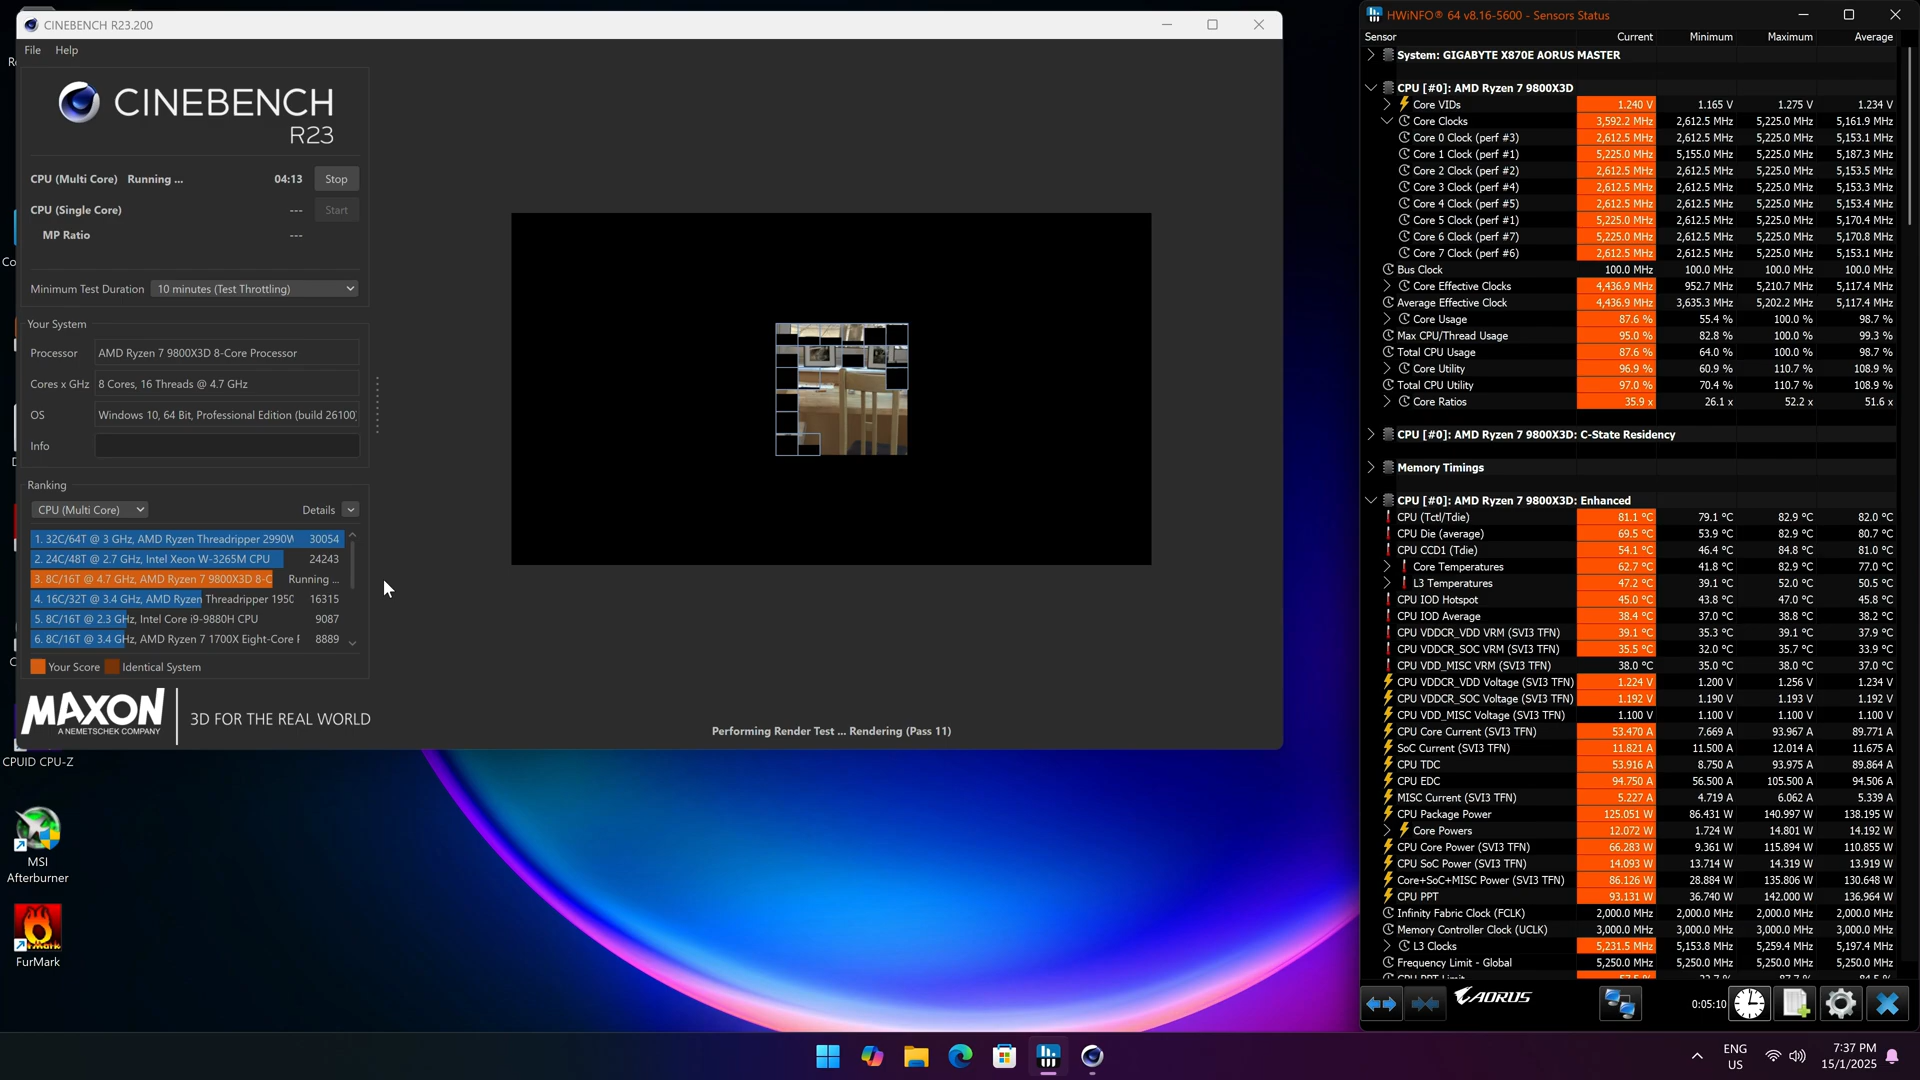 CINEBENCH R23.200
File Help
CINEBENCH
R23
CPU (Multi Core) Running ... 04:13 Stop
CPU (Single Core) --- Start
MP Ratio ---
Minimum Test Duration 10 minutes (Test Throttling)
Your System
Processor AMD Ryzen 7 9800X3D 8-Core Processor
Cores x GHz 8 Cores, 16 Threads @ 4.7 GHz
OS Windows 10, 64 Bit, Professional Edition (build 26100)
Info
Ranking
CPU (Multi Core) Details
1. 32C/64T @ 3 GHz, AMD Ryzen Threadripper 2990W 30054
2. 24C/48T @ 2.7 GHz, Intel Xeon W-3265M CPU 24243
3. 8C/16T @ 4.7 GHz, AMD Ryzen 7 9800X3D 8-C Running ...
4. 16C/32T @ 3.4 GHz, AMD Ryzen Threadripper 1950 16315
5. 8C/16T @ 2.3 GHz, Intel Core i9-9880H CPU 9087
6. 8C/16T @ 3.4 GHz, AMD Ryzen 7 1700X Eight-Core 8889
Your Score Identical System
MAXON
A NEMETSCHEK COMPANY
3D FOR THE REAL WORLD
Performing Render Test ... Rendering (Pass 11)
CPUID CPU-Z
MSI
Afterburner
FurMark
HWiNFO® 64 v8.16-5600 - Sensors Status
Sensor Current Minimum Maximum Average
System: GIGABYTE X870E AORUS MASTER
CPU [#0]: AMD Ryzen 7 9800X3D
Core VIDs 1.240 V 1.165 V 1.275 V 1.234 V
Core Clocks 3,592.2 MHz 2,612.5 MHz 5,225.0 MHz 5,161.9 MHz
Core 0 Clock (perf #3) 2,612.5 MHz 2,612.5 MHz 5,225.0 MHz 5,153.1 MHz
Core 1 Clock (perf #1) 5,225.0 MHz 5,155.0 MHz 5,225.0 MHz 5,187.3 MHz
Core 2 Clock (perf #2) 2,612.5 MHz 2,612.5 MHz 5,225.0 MHz 5,153.5 MHz
Core 3 Clock (perf #4) 2,612.5 MHz 2,612.5 MHz 5,225.0 MHz 5,153.3 MHz
Core 4 Clock (perf #5) 2,612.5 MHz 2,612.5 MHz 5,225.0 MHz 5,153.4 MHz
Core 5 Clock (perf #1) 5,225.0 MHz 2,612.5 MHz 5,225.0 MHz 5,170.4 MHz
Core 6 Clock (perf #7) 5,225.0 MHz 2,612.5 MHz 5,225.0 MHz 5,170.8 MHz
Core 7 Clock (perf #6) 2,612.5 MHz 2,612.5 MHz 5,225.0 MHz 5,153.1 MHz
Bus Clock 100.0 MHz 100.0 MHz 100.0 MHz 100.0 MHz
Core Effective Clocks 4,436.9 MHz 952.7 MHz 5,210.7 MHz 5,117.4 MHz
Average Effective Clock 4,436.9 MHz 3,635.3 MHz 5,202.2 MHz 5,117.4 MHz
Core Usage 87.6 % 55.4 % 100.0 % 98.7 %
Max CPU/Thread Usage 95.0 % 82.8 % 100.0 % 99.3 %
Total CPU Usage 87.6 % 64.0 % 100.0 % 98.7 %
Core Utility 96.9 % 60.9 % 110.7 % 108.9 %
Total CPU Utility 97.0 % 70.4 % 110.7 % 108.9 %
Core Ratios 35.9 x 26.1 x 52.2 x 51.6 x
CPU [#0]: AMD Ryzen 7 9800X3D: C-State Residency
Memory Timings
CPU [#0]: AMD Ryzen 7 9800X3D: Enhanced
CPU (Tctl/Tdie) 81.1 °C 79.1 °C 82.9 °C 82.0 °C
CPU Die (average) 69.5 °C 53.9 °C 82.9 °C 80.7 °C
CPU CCD1 (Tdie) 54.1 °C 46.4 °C 84.8 °C 81.0 °C
Core Temperatures 62.7 °C 41.8 °C 82.9 °C 77.0 °C
L3 Temperatures 47.2 °C 39.1 °C 52.0 °C 50.5 °C
CPU IOD Hotspot 45.0 °C 43.8 °C 47.0 °C 45.8 °C
CPU IOD Average 38.4 °C 37.0 °C 38.8 °C 38.2 °C
CPU VDDCR_VDD VRM (SVI3 TFN) 39.1 °C 35.3 °C 39.1 °C 37.9 °C
CPU VDDCR_SOC VRM (SVI3 TFN) 35.5 °C 32.0 °C 35.7 °C 33.9 °C
CPU VDD_MISC VRM (SVI3 TFN) 38.0 °C 35.0 °C 38.0 °C 37.0 °C
CPU VDDCR_VDD Voltage (SVI3 TFN) 1.224 V 1.200 V 1.256 V 1.234 V
CPU VDDCR_SOC Voltage (SVI3 TFN) 1.192 V 1.190 V 1.193 V 1.192 V
CPU VDD_MISC Voltage (SVI3 TFN) 1.100 V 1.100 V 1.100 V 1.100 V
CPU Core Current (SVI3 TFN) 53.470 A 7.669 A 93.967 A 89.771 A
SoC Current (SVI3 TFN) 11.821 A 11.500 A 12.014 A 11.675 A
CPU TDC 53.916 A 8.750 A 93.975 A 89.864 A
CPU EDC 94.750 A 56.500 A 105.500 A 94.506 A
MISC Current (SVI3 TFN) 5.227 A 4.719 A 6.062 A 5.339 A
CPU Package Power 125.051 W 86.431 W 140.997 W 138.195 W
Core Powers 12.072 W 1.724 W 14.801 W 14.192 W
CPU Core Power (SVI3 TFN) 66.283 W 9.361 W 115.894 W 110.855 W
CPU SoC Power (SVI3 TFN) 14.093 W 13.714 W 14.319 W 13.919 W
Core+SoC+MISC Power (SVI3 TFN) 86.126 W 28.884 W 135.806 W 130.648 W
CPU PPT 93.131 W 36.740 W 142.000 W 136.964 W
Infinity Fabric Clock (FCLK) 2,000.0 MHz 2,000.0 MHz 2,000.0 MHz 2,000.0 MHz
Memory Controller Clock (UCLK) 3,000.0 MHz 3,000.0 MHz 3,000.0 MHz 3,000.0 MHz
L3 Clocks 5,231.5 MHz 5,153.8 MHz 5,259.4 MHz 5,197.4 MHz
Frequency Limit - Global 5,250.0 MHz 5,250.0 MHz 5,250.0 MHz 5,250.0 MHz
AORUS
0:05:10
ENG
US
7:37 PM
15/1/2025